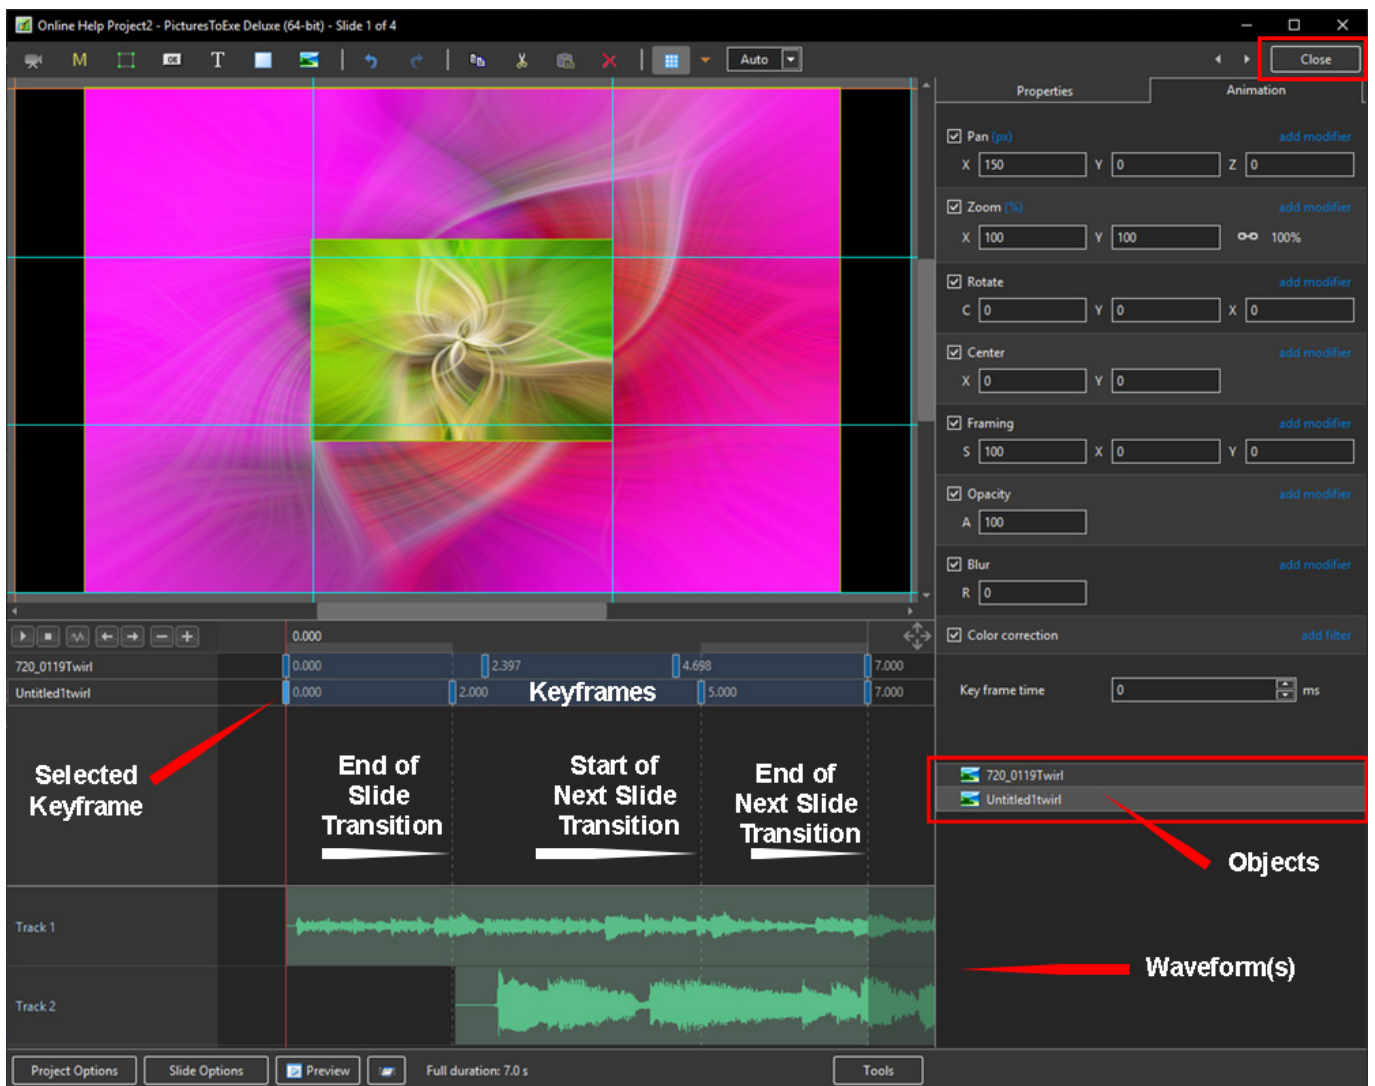 Online Help Project2 - PicturesToExe Deluxe (64-bit) - Slide 1 of 4
M OK T Auto Close
Properties Animation
Pan (px) add modifier
X 150 Y 0 Z 0
Zoom (%) add modifier
X 100 Y 100 100%
Rotate add modifier
C 0 Y 0 X 0
Center add modifier
X 0 Y 0
Framing add modifier
S 100 X 0 Y 0
Opacity add modifier
A 100
Blur add modifier
R 0
Color correction add filter
Key frame time 0 ms
720_0119Twirl
Untitled1twirl
Objects
0.000
720_0119Twirl 0.000 2.397 4.698 7.000
Untitled1twirl 0.000 2.000 Keyframes 5.000 7.000
Selected
Keyframe
End of
Slide
Transition
Start of
Next Slide
Transition
End of
Next Slide
Transition
Track 1
Waveform(s)
Track 2
Project Options Slide Options Preview Full duration: 7.0 s Tools